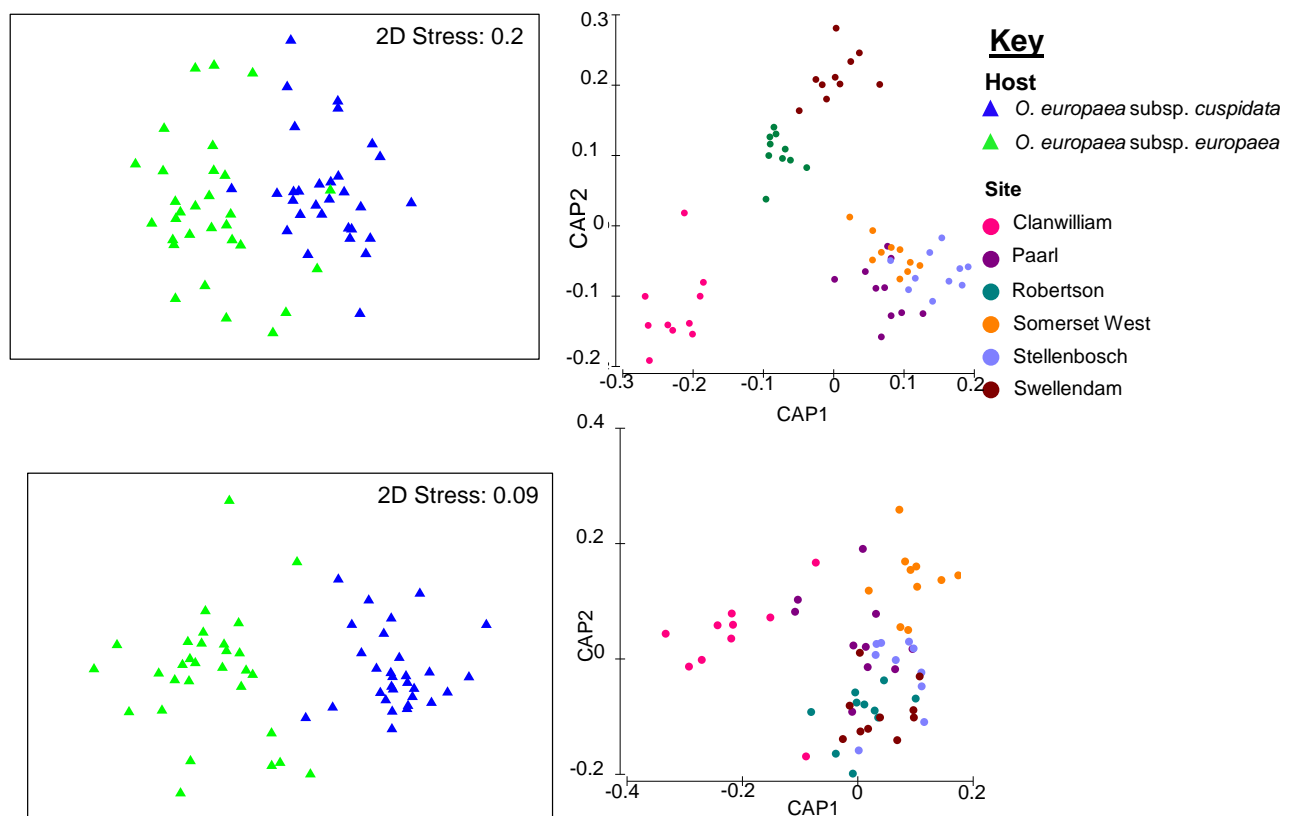 2D Stress: 0.2
0.3
0.2
0.1
0
-0.1
-0.2
CAP2
-0.3
-0.2
-0.1
0
0.1
0.2
CAP1
Key
Host
O. europaea subsp. cuspidata
O. europaea subsp. europaea
Site
Clanwilliam
Paarl
Robertson
Somerset West
Stellenbosch
Swellendam
2D Stress: 0.09
0.4
0.2
0
-0.2
CAP2
-0.4
-0.2
0
0.2
CAP1